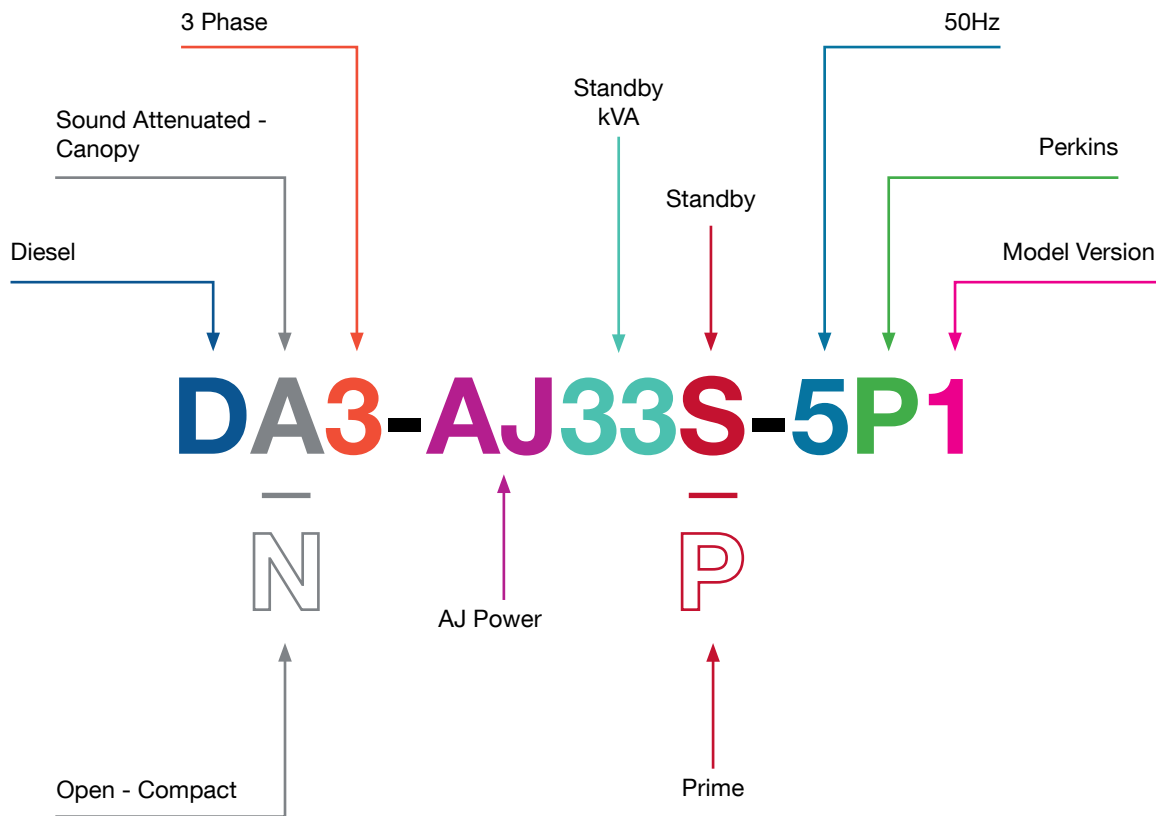 3 Phase
50Hz
Standby
kVA
Sound Attenuated -
Canopy
Perkins
Standby
Diesel
Model Version
DA3-AJ33S-5P1
N
P
AJ Power
Open - Compact
Prime